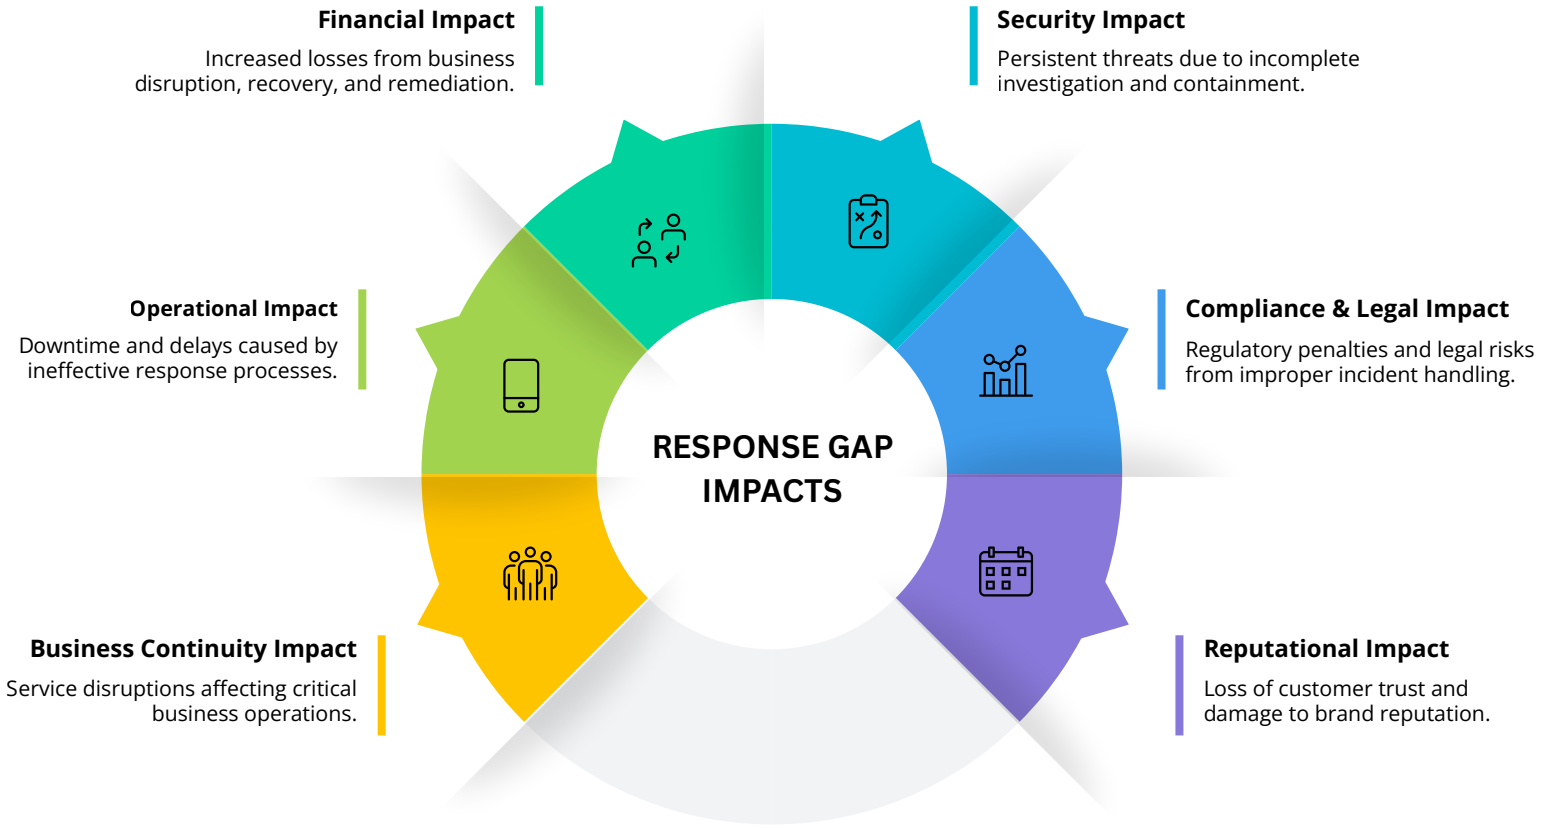 Financial Impact
Increased losses from business
disruption, recovery, and remediation.
Security Impact
Persistent threats due to incomplete
investigation and containment.
Operational Impact
Downtime and delays caused by
ineffective response processes.
Compliance & Legal Impact
Regulatory penalties and legal risks
from improper incident handling.
RESPONSE GAP
IMPACTS
Business Continuity Impact
Service disruptions affecting critical
business operations.
Reputational Impact
Loss of customer trust and
damage to brand reputation.